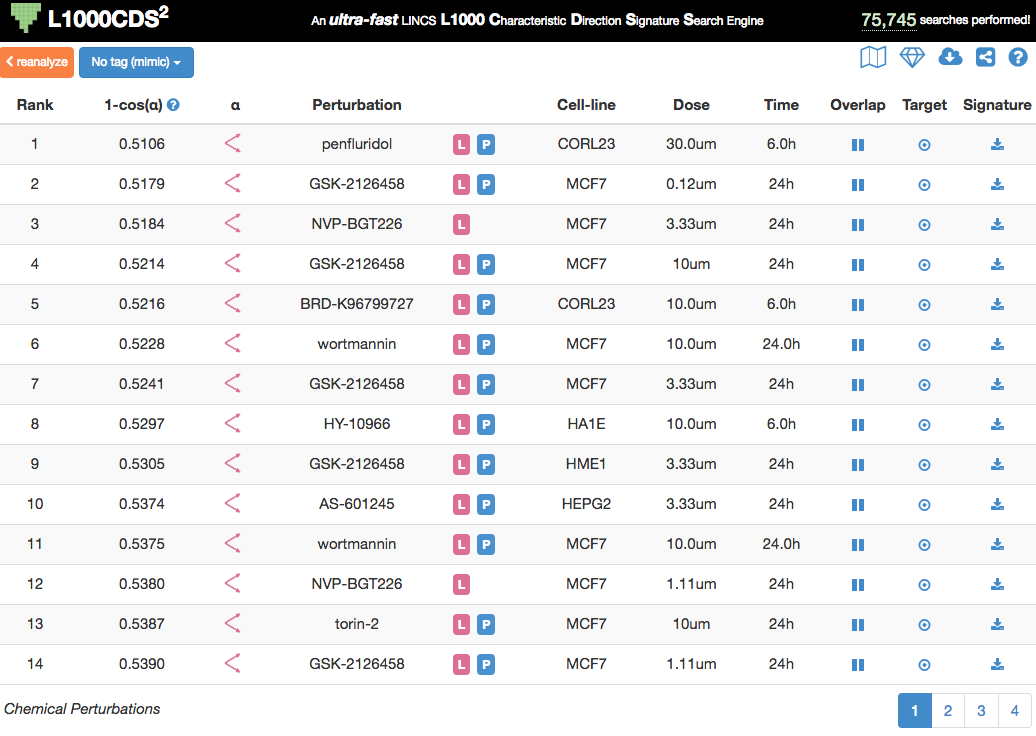 L1000CDS²
An ultra-fast LINCS L1000 Characteristic Direction Signature Search Engine
75,745 searches performed!
reanalyze
No tag (mimic)
?
Rank 1-cos(α) ? α Perturbation Cell-line Dose Time Overlap Target Signature
1 0.5106 penfluridol L P CORL23 30.0um 6.0h
2 0.5179 GSK-2126458 L P MCF7 0.12um 24h
3 0.5184 NVP-BGT226 L MCF7 3.33um 24h
4 0.5214 GSK-2126458 L P MCF7 10um 24h
5 0.5216 BRD-K96799727 L P CORL23 10.0um 6.0h
6 0.5228 wortmannin L P MCF7 10.0um 24.0h
7 0.5241 GSK-2126458 L P MCF7 3.33um 24h
8 0.5297 HY-10966 L P HA1E 10.0um 6.0h
9 0.5305 GSK-2126458 L P HME1 3.33um 24h
10 0.5374 AS-601245 L P HEPG2 3.33um 24h
11 0.5375 wortmannin L P MCF7 10.0um 24.0h
12 0.5380 NVP-BGT226 L MCF7 1.11um 24h
13 0.5387 torin-2 L P MCF7 10um 24h
14 0.5390 GSK-2126458 L P MCF7 1.11um 24h
Chemical Perturbations
1 2 3 4